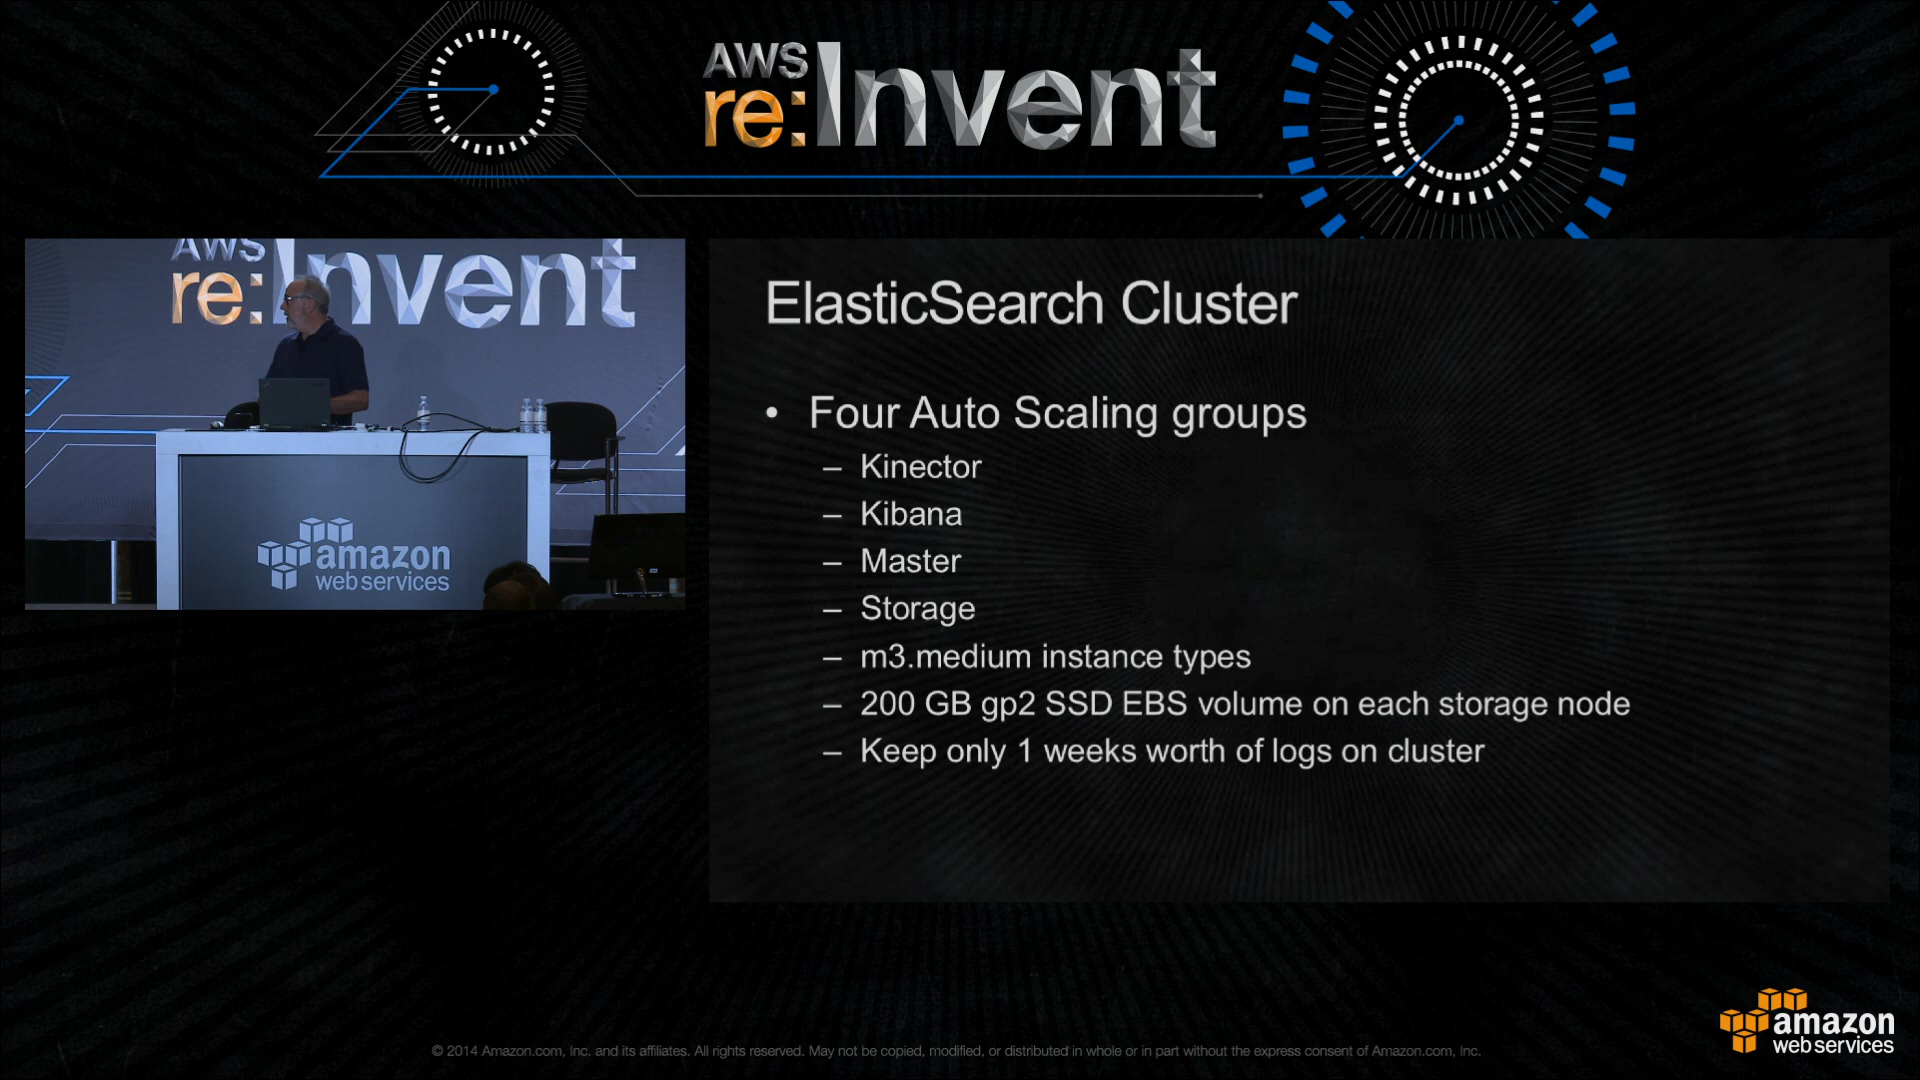 AWS
re:Invent
AWS
re:Invent
amazon
web services
ElasticSearch Cluster
• Four Auto Scaling groups
– Kinector
– Kibana
– Master
– Storage
– m3.medium instance types
– 200 GB gp2 SSD EBS volume on each storage node
– Keep only 1 weeks worth of logs on cluster
amazon
web services
© 2014 Amazon.com, Inc. and its affiliates. All rights reserved. May not be copied, modified, or distributed in whole or in part without the express consent of Amazon.com, Inc.